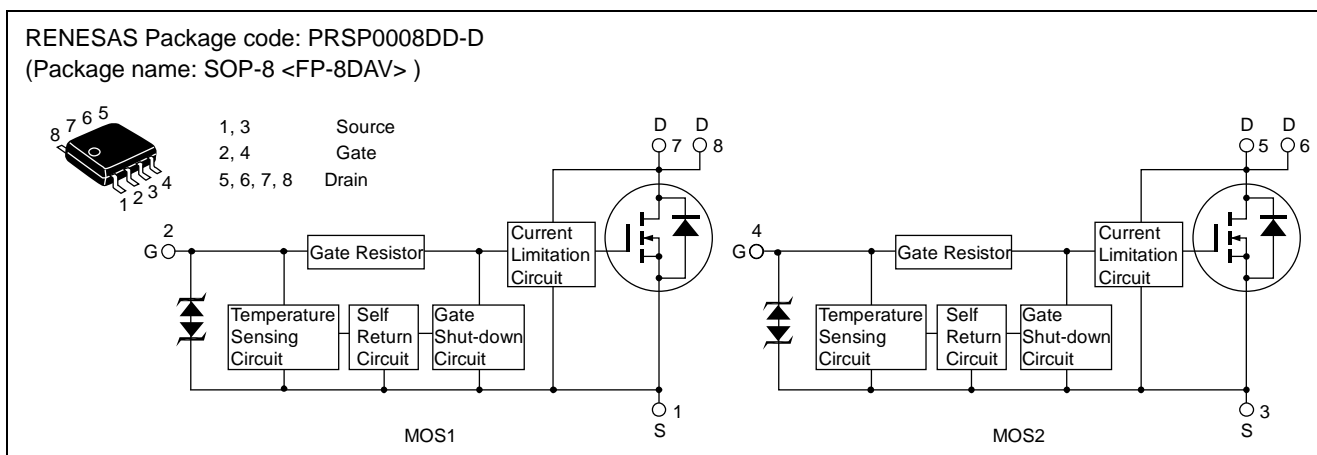 RENESAS Package code: PRSP0008DD-D
(Package name: SOP-8 <FP-8DAV> )
8 7 6 5
1 2 3 4
1, 3 Source
2, 4 Gate
5, 6, 7, 8 Drain
D D
7 8
2
G
Gate Resistor
Current
Limitation
Circuit
Temperature
Sensing
Circuit
Self
Return
Circuit
Gate
Shut-down
Circuit
1
S
MOS1
D D
5 6
4
G
Gate Resistor
Current
Limitation
Circuit
Temperature
Sensing
Circuit
Self
Return
Circuit
Gate
Shut-down
Circuit
3
S
MOS2